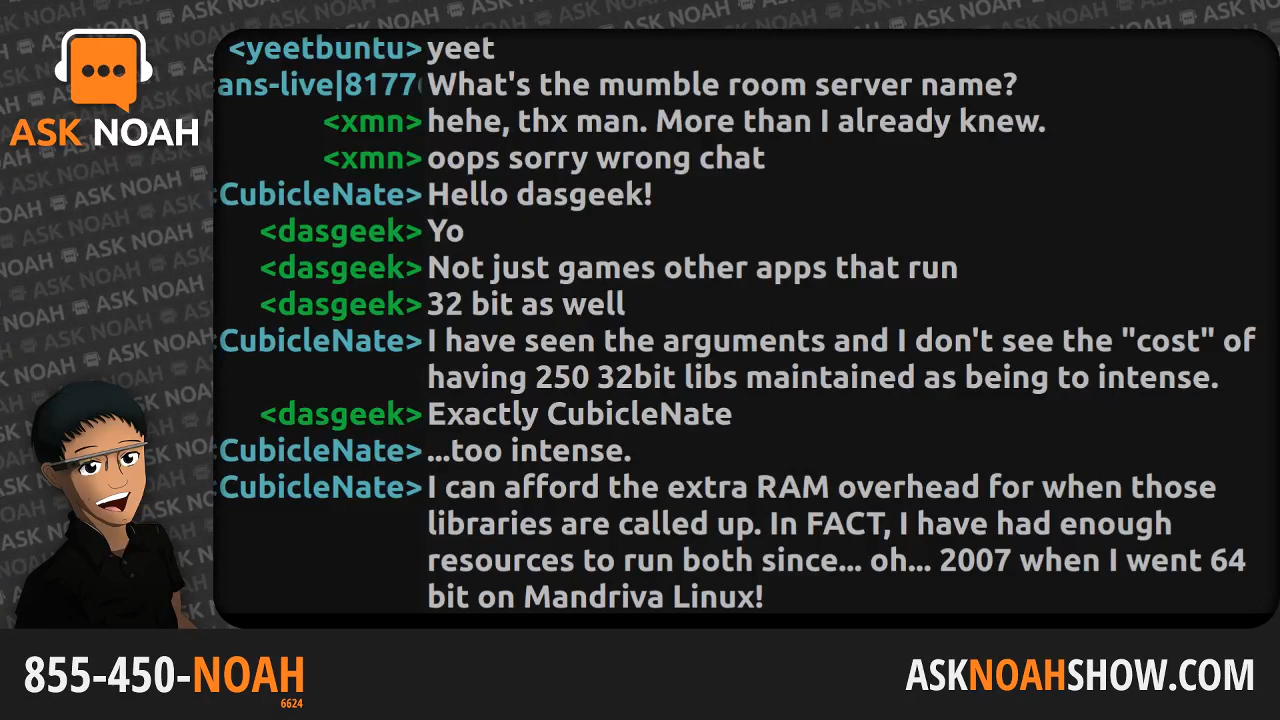 ASK NOAH
<yeetbuntu> yeet
ans-live|8177 What's the mumble room server name?
<xmn> hehe, thx man. More than I already knew.
<xmn> oops sorry wrong chat
CubicleNate> Hello dasgeek!
<dasgeek> Yo
<dasgeek> Not just games other apps that run
<dasgeek> 32 bit as well
CubicleNate> I have seen the arguments and I don't see the "cost" of
having 250 32bit libs maintained as being to intense.
<dasgeek> Exactly CubicleNate
CubicleNate> ...too intense.
CubicleNate> I can afford the extra RAM overhead for when those
libraries are called up. In FACT, I have had enough
resources to run both since... oh... 2007 when I went 64
bit on Mandriva Linux!
855-450-NOAH
6624
ASKNOAHSHOW.COM